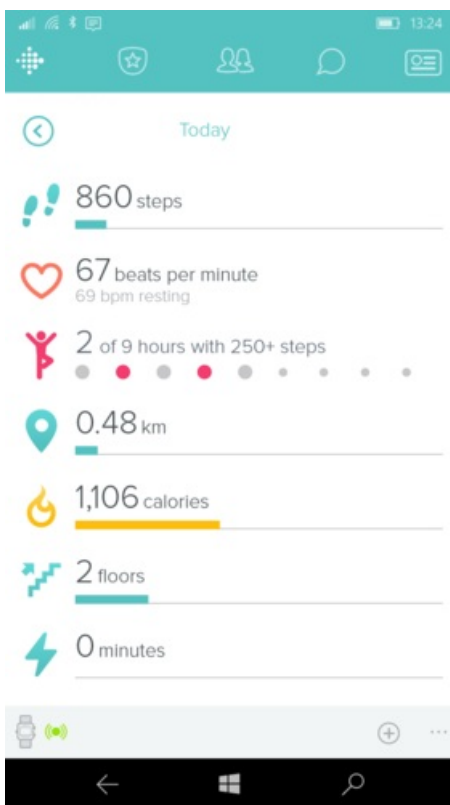 13:24
Today
860 steps
67 beats per minute
69 bpm resting
2 of 9 hours with 250+ steps
0.48 km
1,106 calories
2 floors
0 minutes